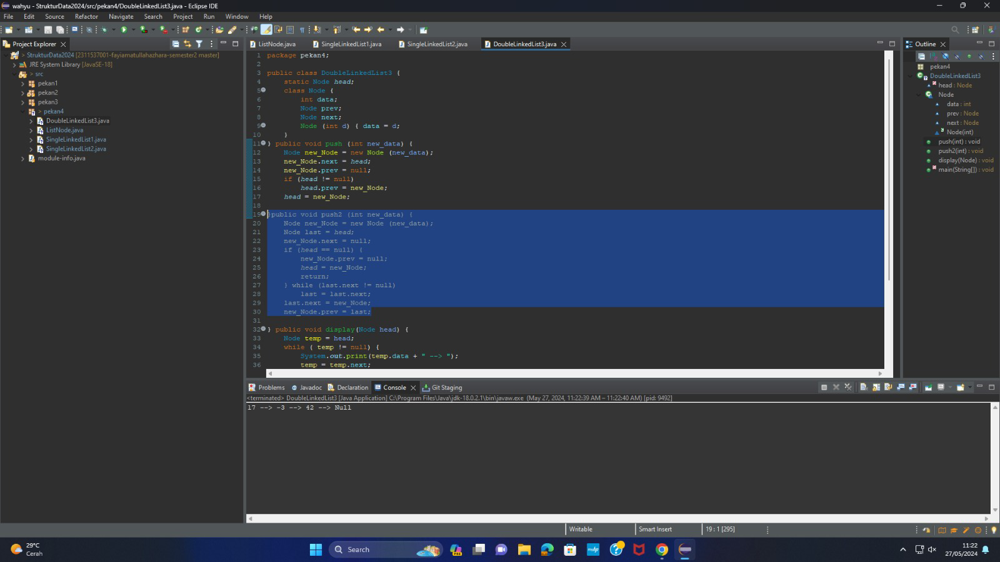 wahyu - StrukturData2024/src/pekan4/DoubleLinkedList3.java - Eclipse IDE
File Edit Source Refactor Navigate Search Project Run Window Help
Project Explorer
StrukturData2024 [2311537001-fayiamatullahazhara-semester2 master]
JRE System Library [JavaSE-18]
src
pekan1
pekan2
pekan3
pekan4
DoubleLinkedList3.java
ListNode.java
SingleLinkedList1.java
SingleLinkedList2.java
module-info.java
ListNode.java SingleLinkedList1.java SingleLinkedList2.java DoubleLinkedList3.java
1 package pekan4;
2
3 public class DoubleLinkedList3 {
4 static Node head;
5 class Node {
6 int data;
7 Node prev;
8 Node next;
9 Node (int d) { data = d;
10 }
11 } public void push (int new_data) {
12 Node new_Node = new Node (new_data);
13 new_Node.next = head;
14 new_Node.prev = null;
15 if (head != null)
16 head.prev = new_Node;
17 head = new_Node;
18
19 }public void push2 (int new_data) {
20 Node new_Node = new Node (new_data);
21 Node last = head;
22 new_Node.next = null;
23 if (head == null) {
24 new_Node.prev = null;
25 head = new_Node;
26 return;
27 } while (last.next != null)
28 last = last.next;
29 last.next = new_Node;
30 new_Node.prev = last;
31
32 } public void display(Node head) {
33 Node temp = head;
34 while ( temp != null) {
35 System.out.print(temp.data + " --> ");
36 temp = temp.next;
Outline
pekan4
DoubleLinkedList3
head : Node
Node
data : int
prev : Node
next : Node
Node(int)
push(int) : void
push2(int) : void
display(Node) : void
main(String[]) : void
Problems Javadoc Declaration Console Git Staging
<terminated> DoubleLinkedList3 [Java Application] C:\Program Files\Java\jdk-18.0.2.1\bin\javaw.exe (May 27, 2024, 11:22:39 AM – 11:22:40 AM) [pid: 9492]
17 --> -3 --> 42 --> Null
Writable Smart Insert 19 : 1 [295]
29°C
Cerah
Search
PRE
11:22
27/05/2024